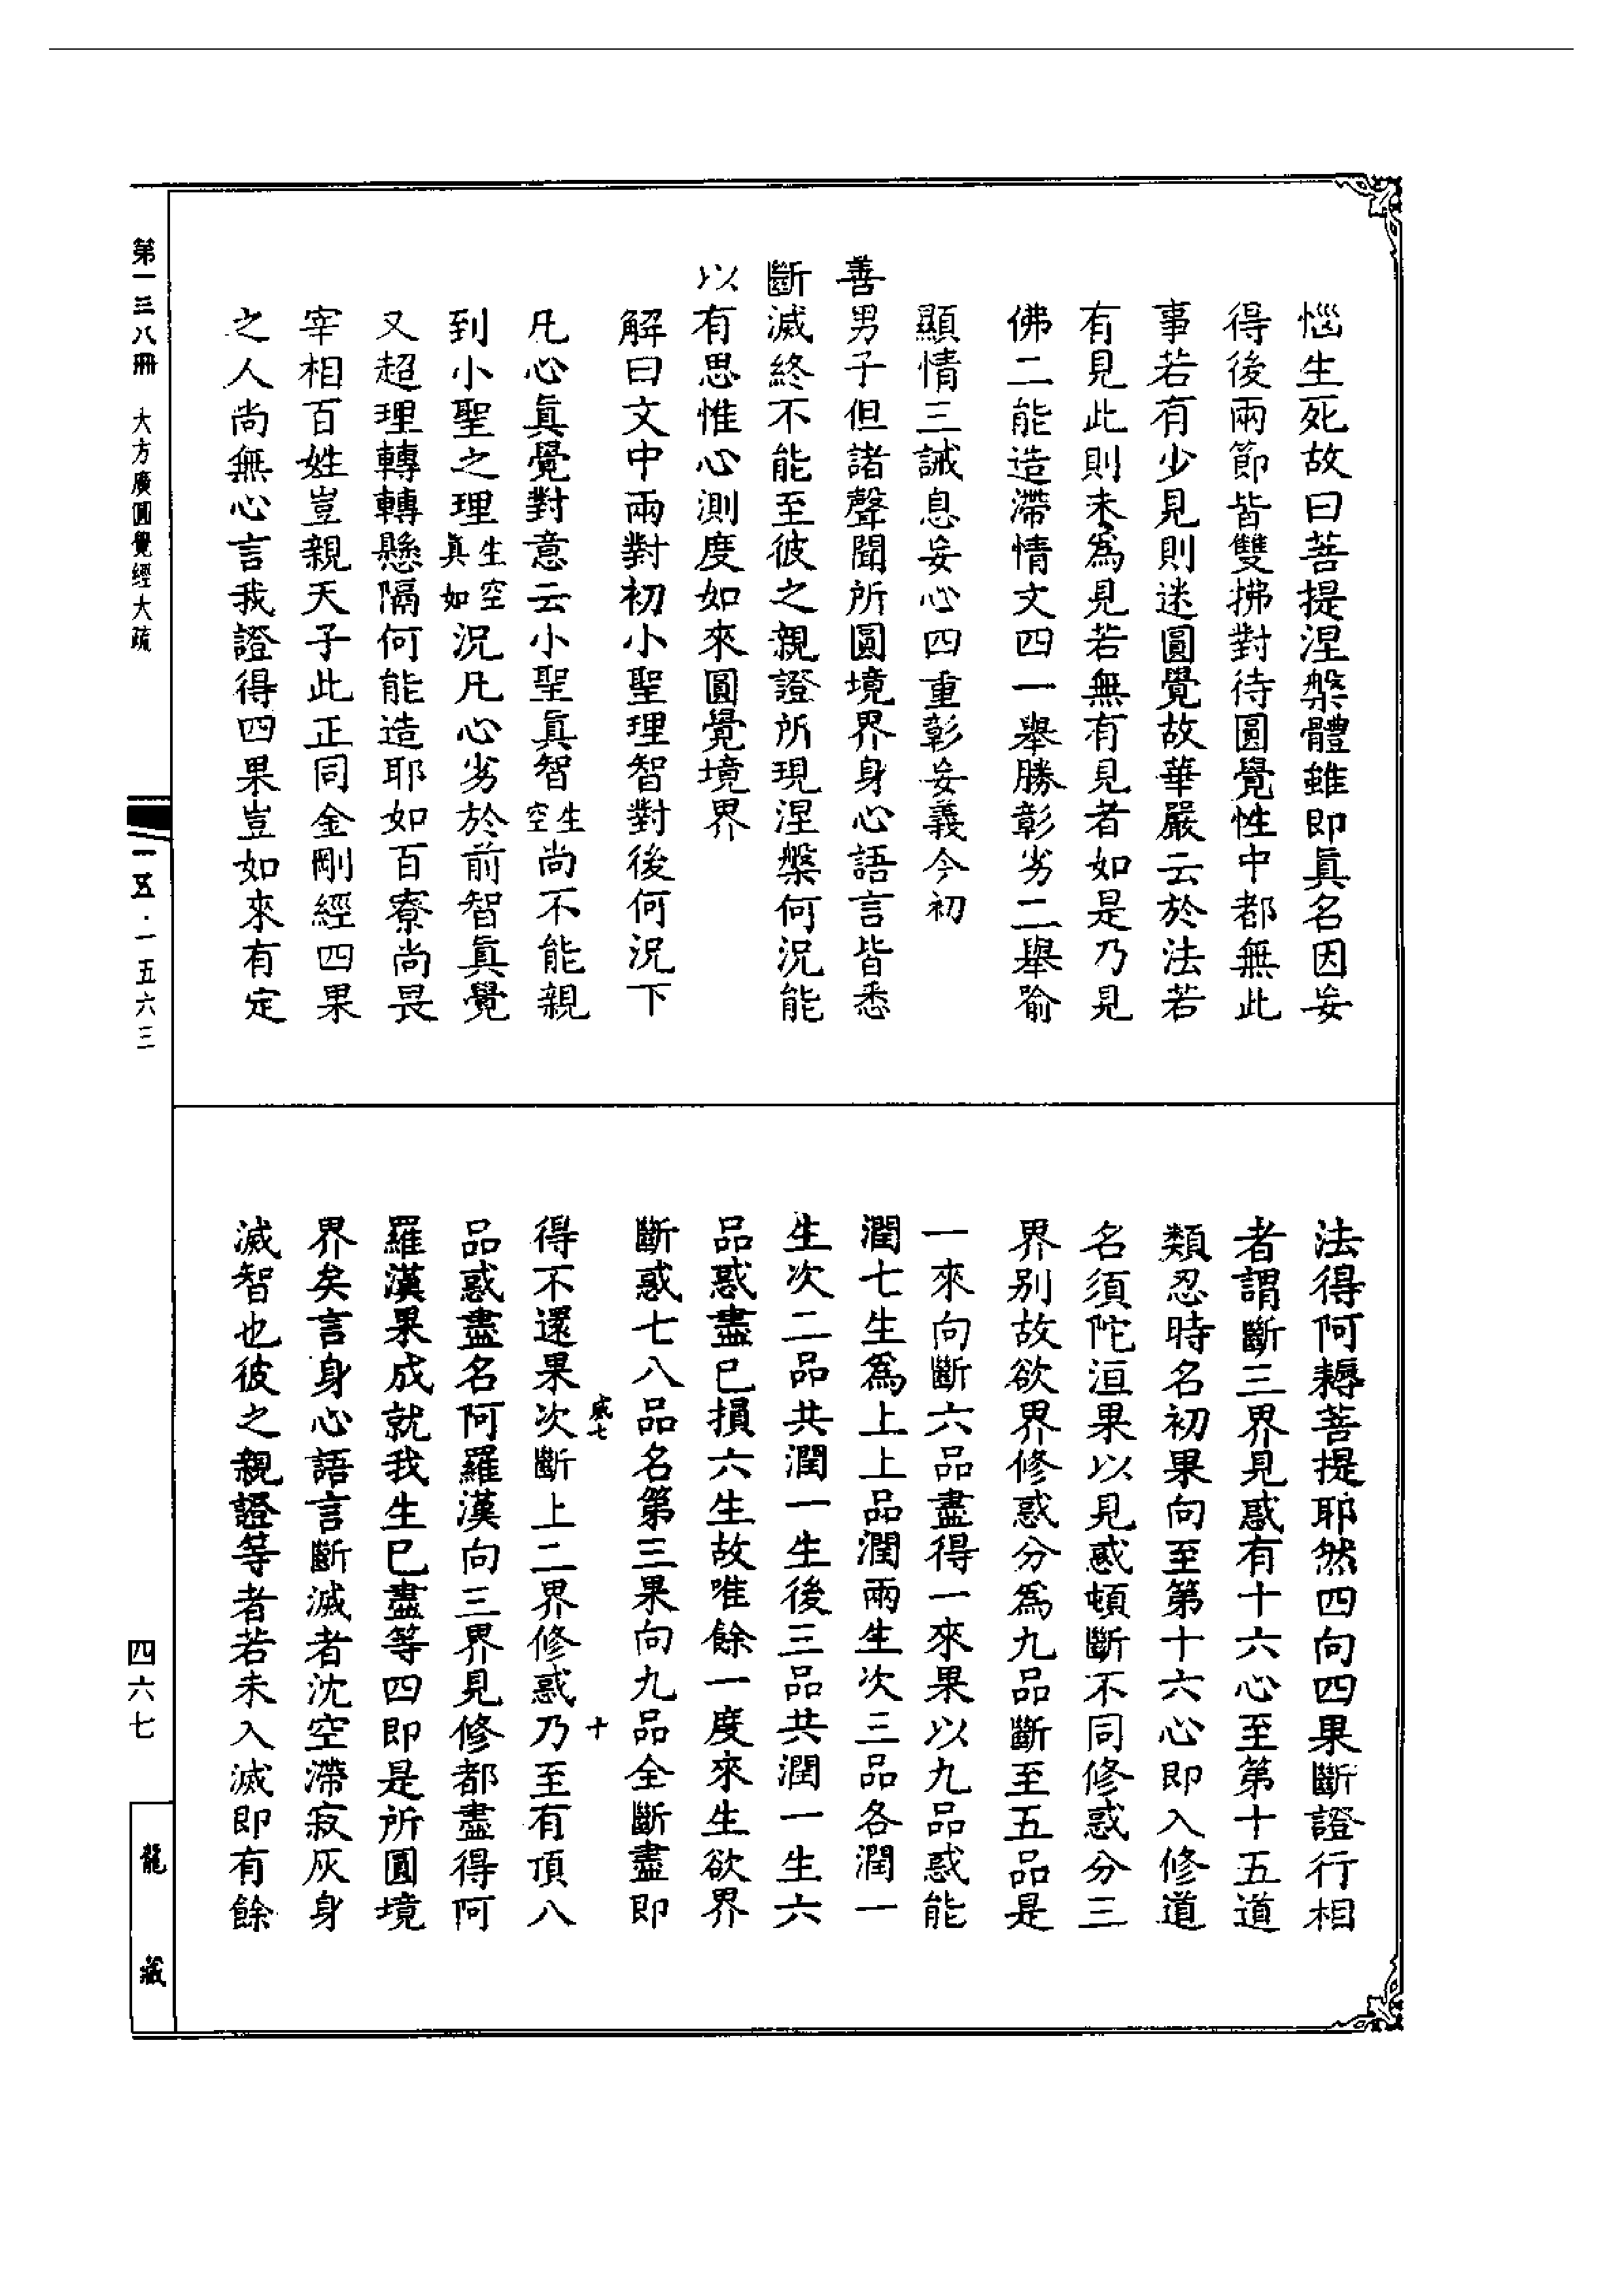 惱生死故曰菩提涅槃體雖即眞名因妄
得後兩節皆雙拂對待圓覺性中都無此
事若有少見則迷圓覺故華嚴云於法若
有見此則未爲見若無有見者如是乃見
佛二能造滯情文四一舉勝彰劣二舉喻
顯情三誡息妄心四重彰妄義今初
善男子但諸聲聞所圓境界身心語言皆悉
斷滅終不能至彼之親證所現涅槃何況能
以有思惟心測度如來圓覺境界
解曰文中兩對初小聖理智對後何況下
凡心眞覺對意云小聖眞智生空尚不能親
到小聖之理生空眞如況凡心劣於前智眞覺
又超理轉轉懸隔何能造耶如百寮尚畏
宰相百姓豈親天子此正同金剛經四果
之人尚無心言我證得四果豈如來有定
法得阿耨菩提耶然四向四果斷證行相
者謂斷三界見惑有十六心至第十五道
類忍時名初果向至第十六心即入修道
名須陀洹果以見惑頓斷不同修惑分三
界別故欲界修惑分爲九品斷至五品是
一來向斷六品盡得一來果以九品惑能
潤七生爲上上品潤兩生次三品各潤一
生次二品共潤一生後三品共潤一生六
品惑盡已損六生故唯餘一度來生欲界
斷惑七八品名第三果向九品全斷盡即
感七 十
得不還果次斷上二界修惑乃至有頂八
品惑盡名阿羅漢向三界見修都盡得阿
羅漢果成就我生已盡等四即是所圓境
界矣言身心語言斷滅者沈空滯寂灰身
滅智也彼之親證等者若未入滅即有餘
第一三八冊 大方廣圓覺經大疏
一五·一五六三
四六七
龍藏